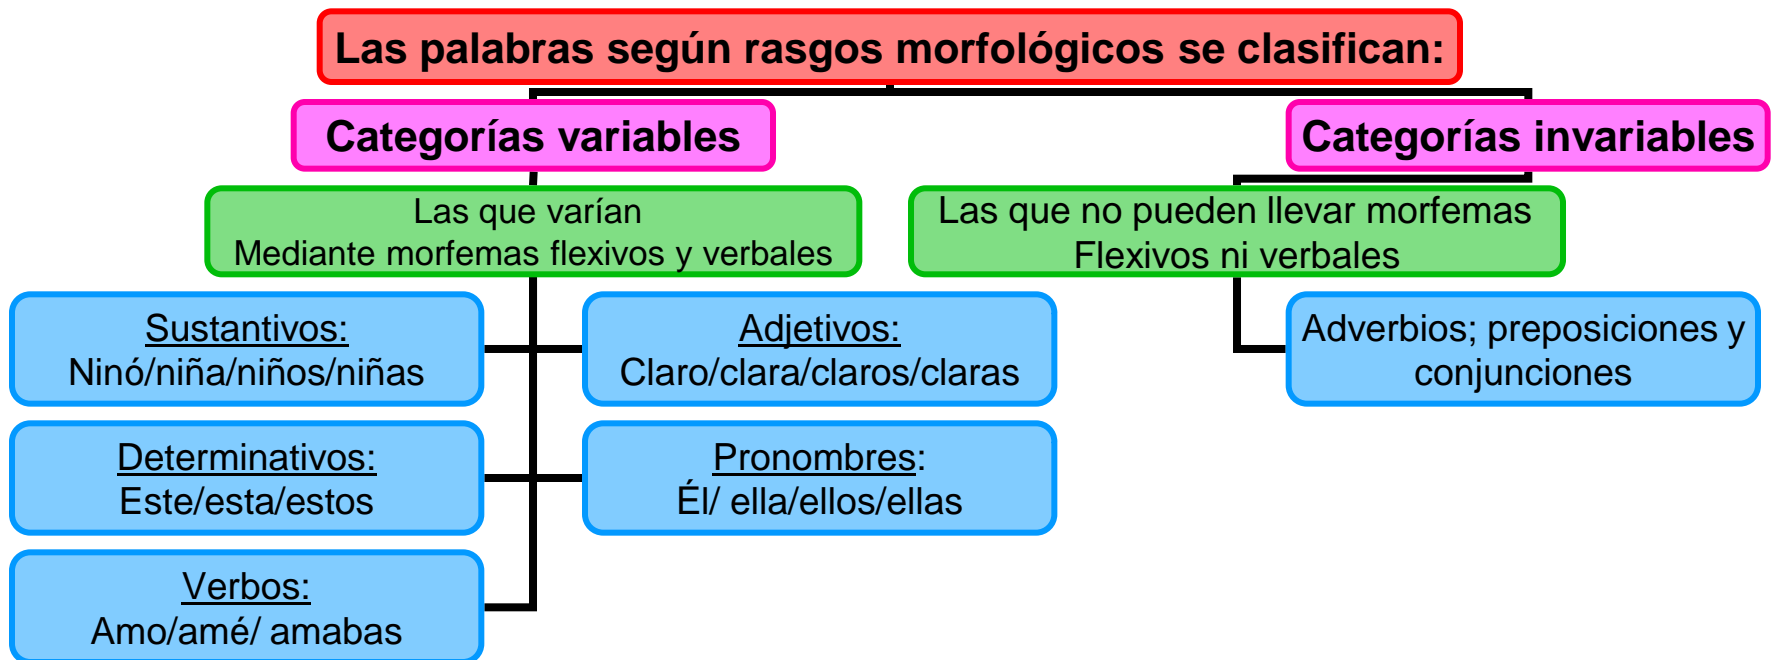 Las palabras según rasgos morfológicos se clasifican:
Categorías variables
Categorías invariables
Las que varían
Mediante morfemas flexivos y verbales
Las que no pueden llevar morfemas
Flexivos ni verbales
Sustantivos:
Ninó/niña/niños/niñas
Adjetivos:
Claro/clara/claros/claras
Adverbios; preposiciones y
conjunciones
Determinativos:
Este/esta/estos
Pronombres:
Él/ ella/ellos/ellas
Verbos:
Amo/amé/ amabas